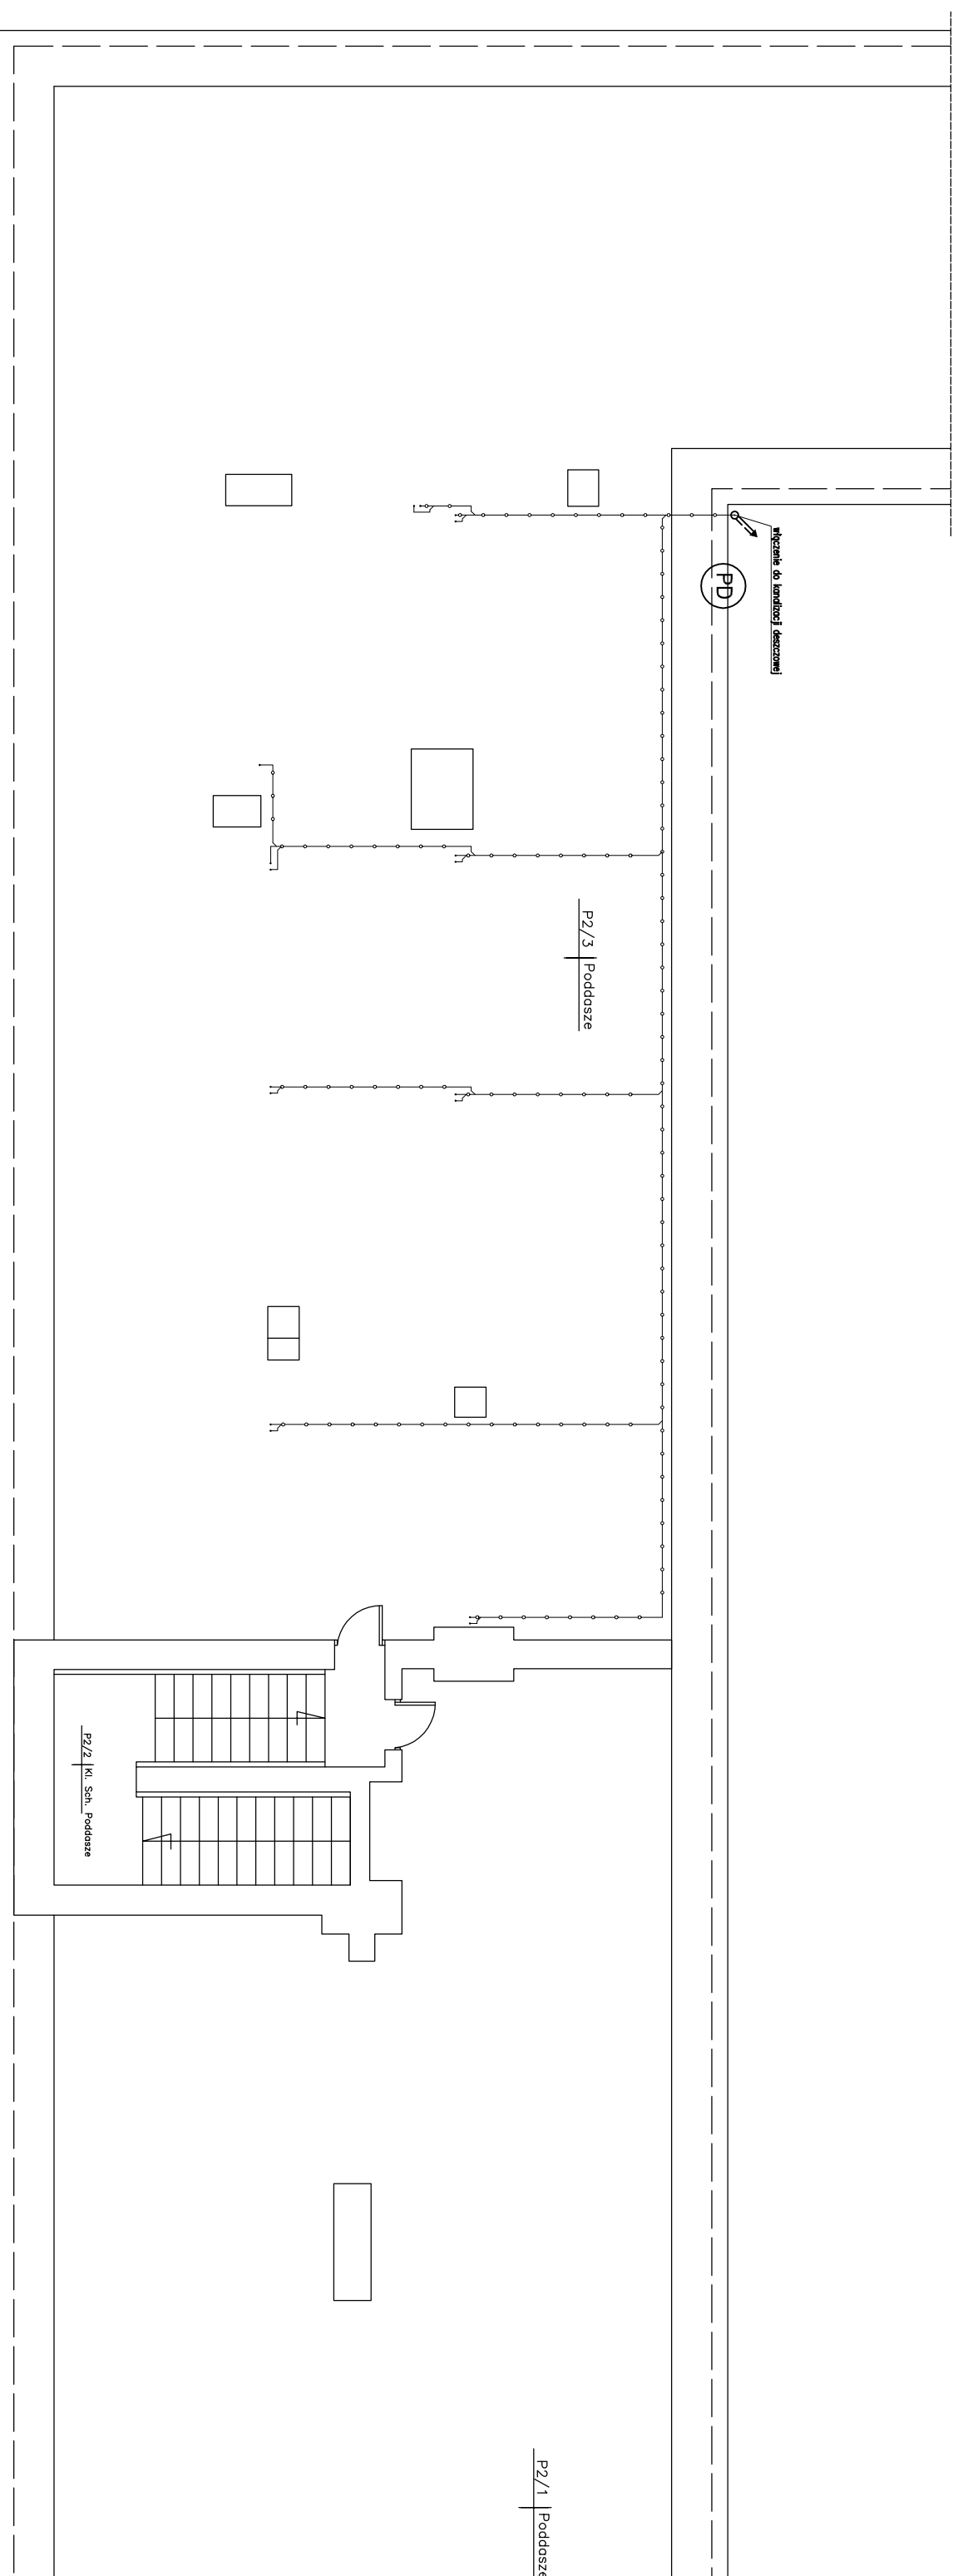 włączenie do kanalizacji deszczowej
PD
P2/3 Poddasze
P2/2 Kl. Sch. Poddasze
P2/1 Poddasze